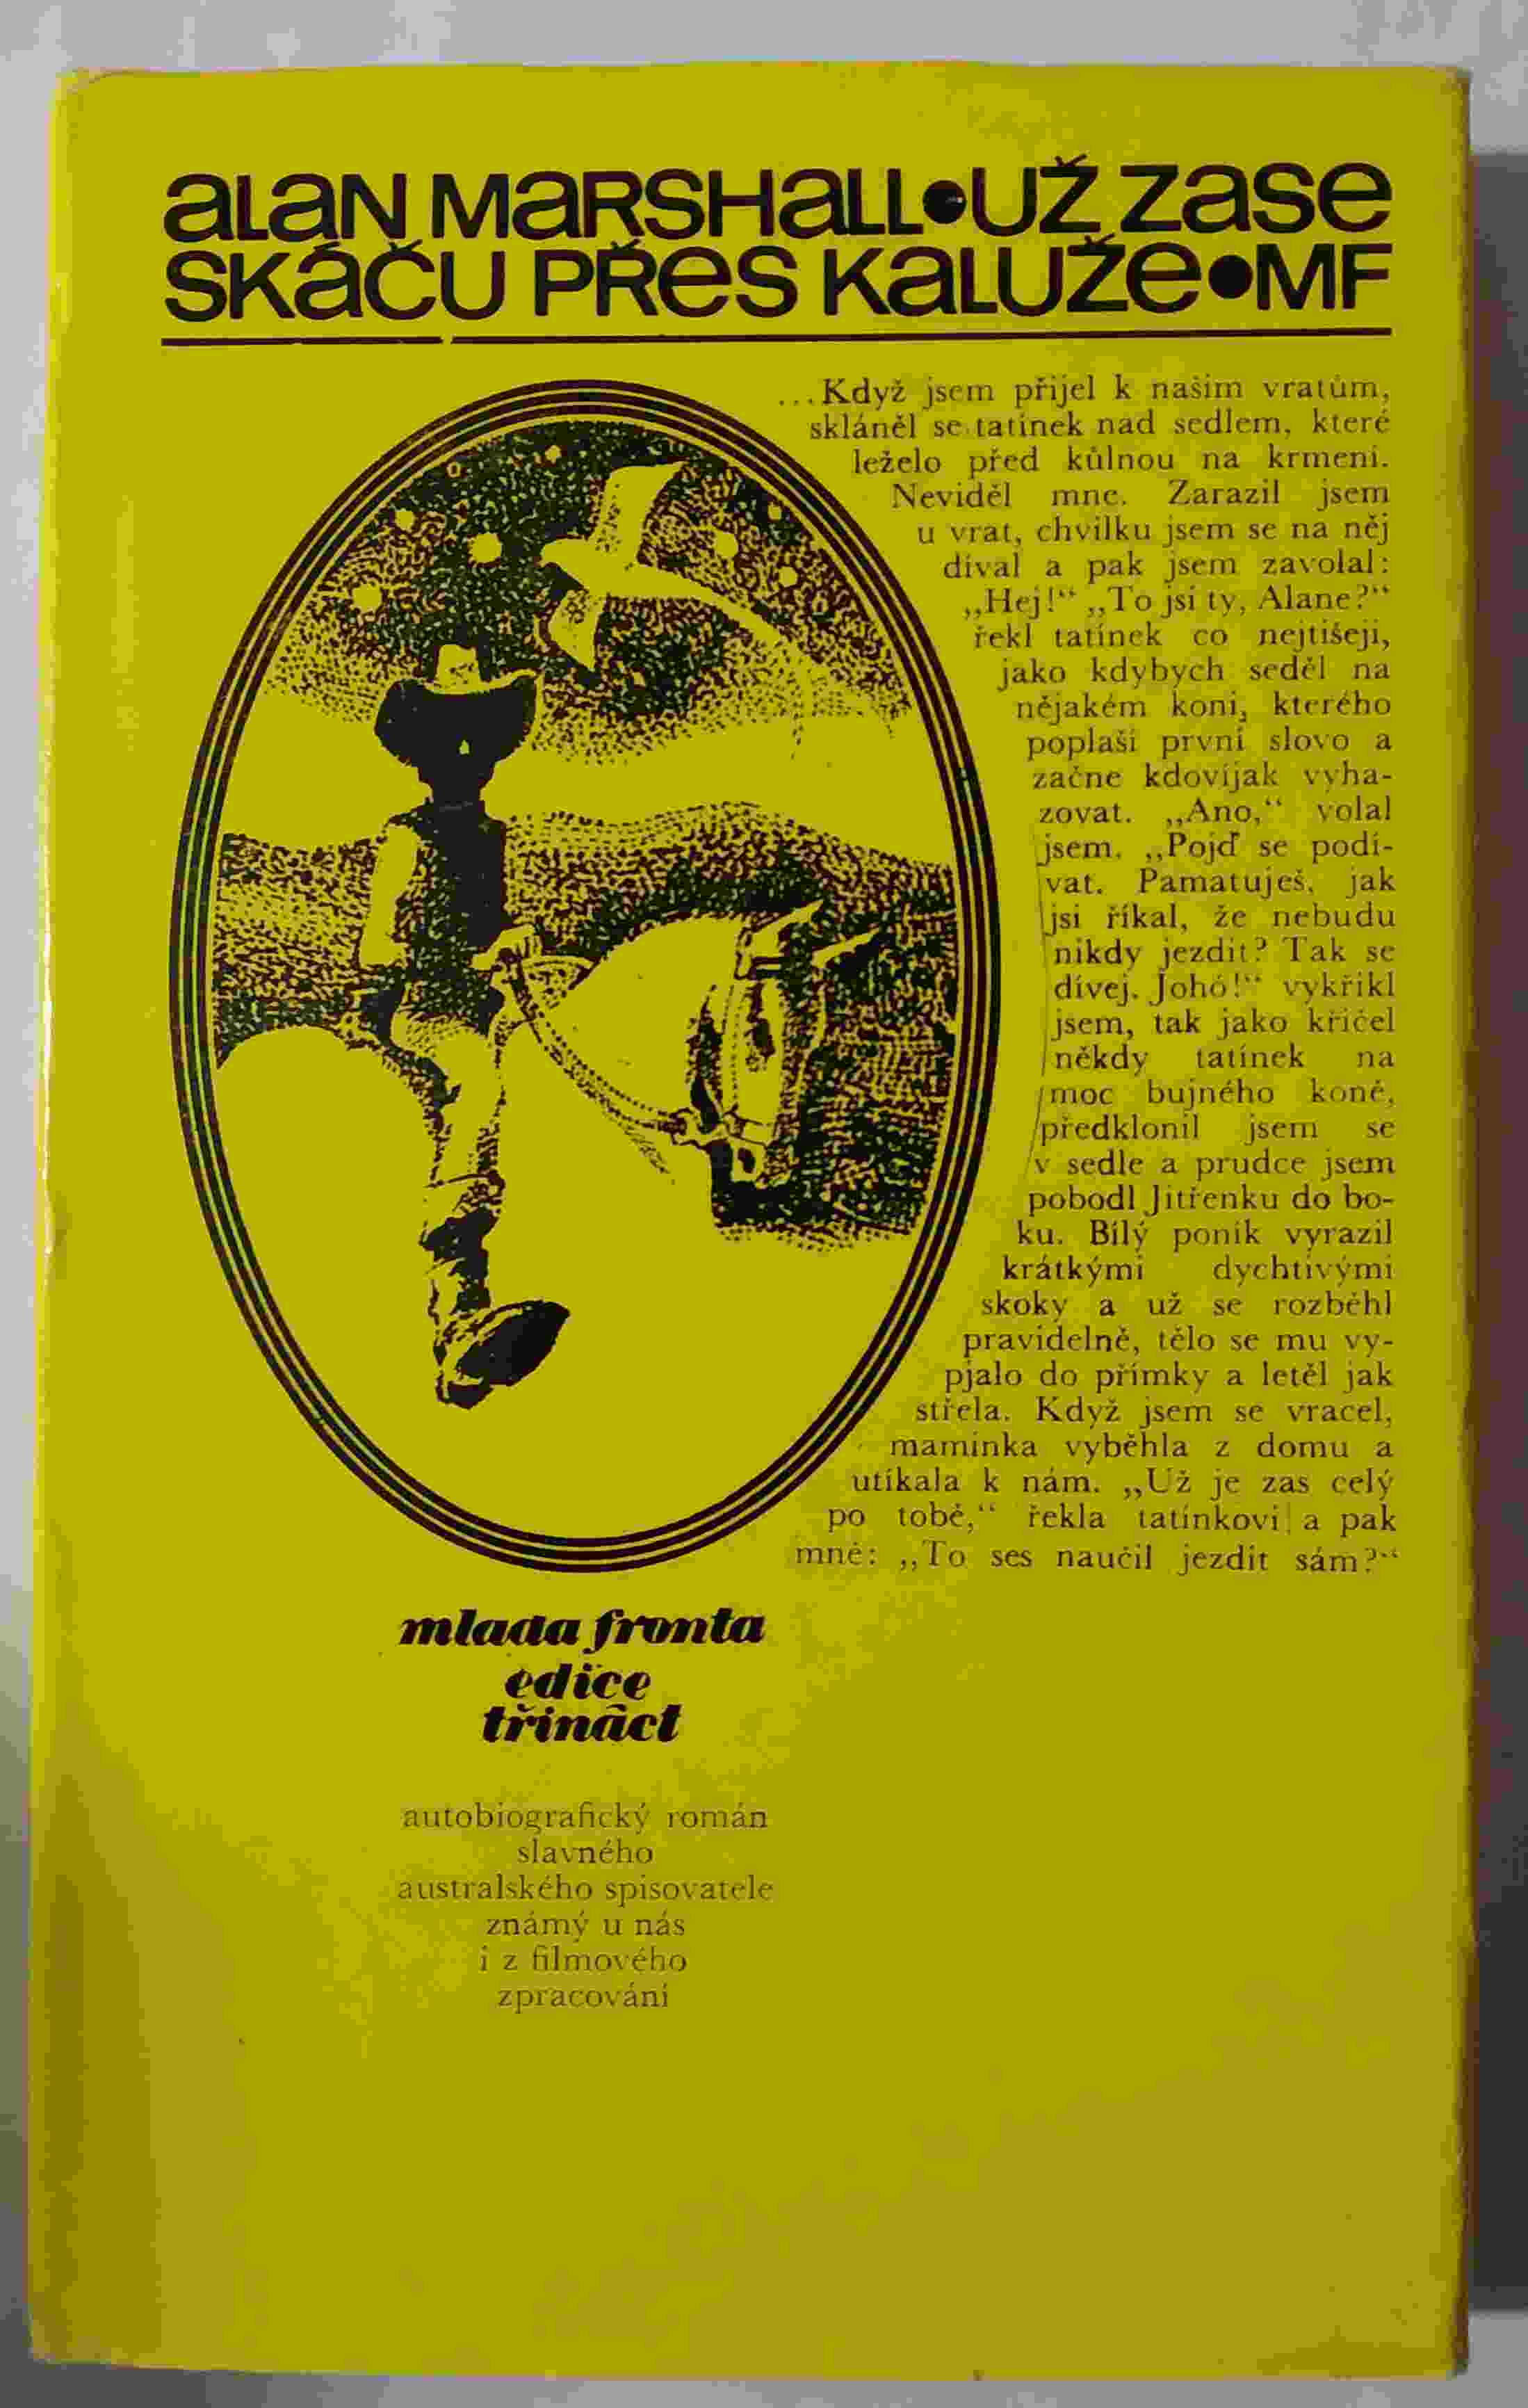 aLaN MaRSHaLL•UŽ Zase
SKáČU PŘeS KaLUŽe•MF
...Když jsem přijel k našim vratům,
skláněl se tatínek nad sedlem, které
leželo před kůlnou na krmení.
Neviděl mne. Zarazil jsem
u vrat, chvilku jsem se na něj
díval a pak jsem zavolal:
„Hej!“ „To jsi ty, Alane?“
řekl tatínek co nejtišeji,
jako kdybych seděl na
nějakém koni, kterého
poplaší první slovo a
začne kdovíjak vyha-
zovat. „Ano,“ volal
jsem. „Pojď se podí-
vat. Pamatuješ, jak
jsi říkal, že nebudu
nikdy jezdit? Tak se
dívej. Johó!“ vykřikl
jsem, tak jako křičel
někdy tatínek na
moc bujného koně,
předklonil jsem se
v sedle a prudce jsem
pobodl Jitřenku do bo-
ku. Bílý poník vyrazil
krátkými dychtivými
skoky a už se rozběhl
pravidelně, tělo se mu vy-
pjalo do přímky a letěl jak
střela. Když jsem se vracel,
maminka vyběhla z domu a
utíkala k nám. „Už je zas celý
po tobě,“ řekla tatínkovi a pak
mně: „To ses naučil jezdit sám?“
mladá fronta
edice
třináct
autobiografický román
slavného
australského spisovatele
známý u nás
i z filmového
zpracování